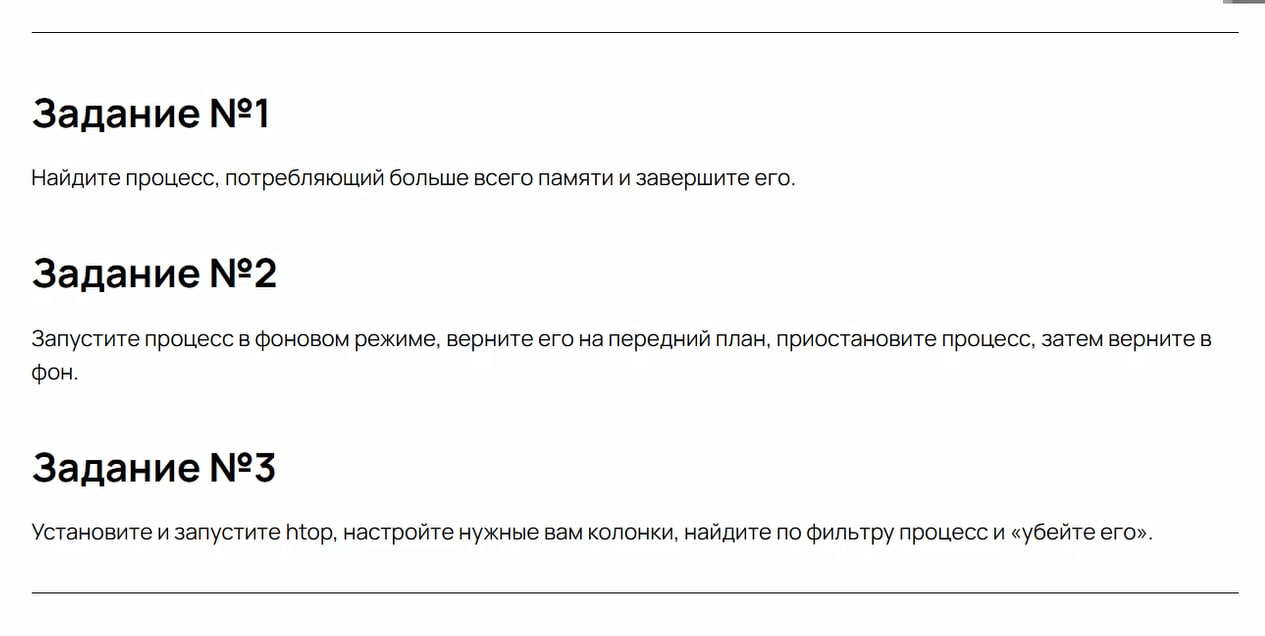 Задание №1
Найдите процесс, потребляющий больше всего памяти и завершите его.
Задание №2
Запустите процесс в фоновом режиме, верните его на передний план, приостановите процесс, затем верните в
фон.
Задание №3
Установите и запустите htop, настройте нужные вам колонки, найдите по фильтру процесс и «убейте его».